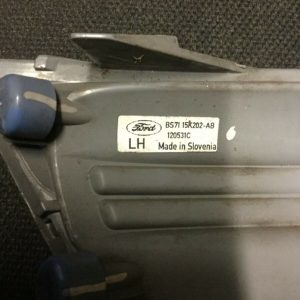 Ford
BS71 15K202-AB
120531C
LH Made in Slovenia